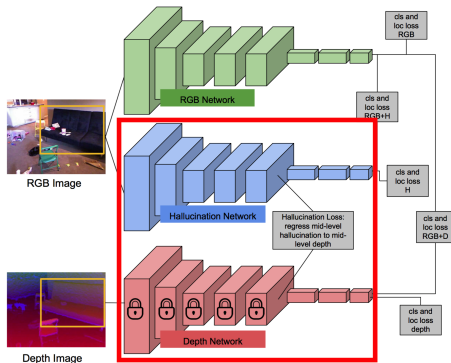 cls and
loc loss
RGB
RGB Network
cls and
loc loss
RGB+H
RGB Image
cls and
loc loss
H
Hallucination Network
Hallucination Loss:
regress mid-level
hallucination to mid-
level depth
cls and
loc loss
RGB+D
cls and
loc loss
depth
Depth Network
Depth Image